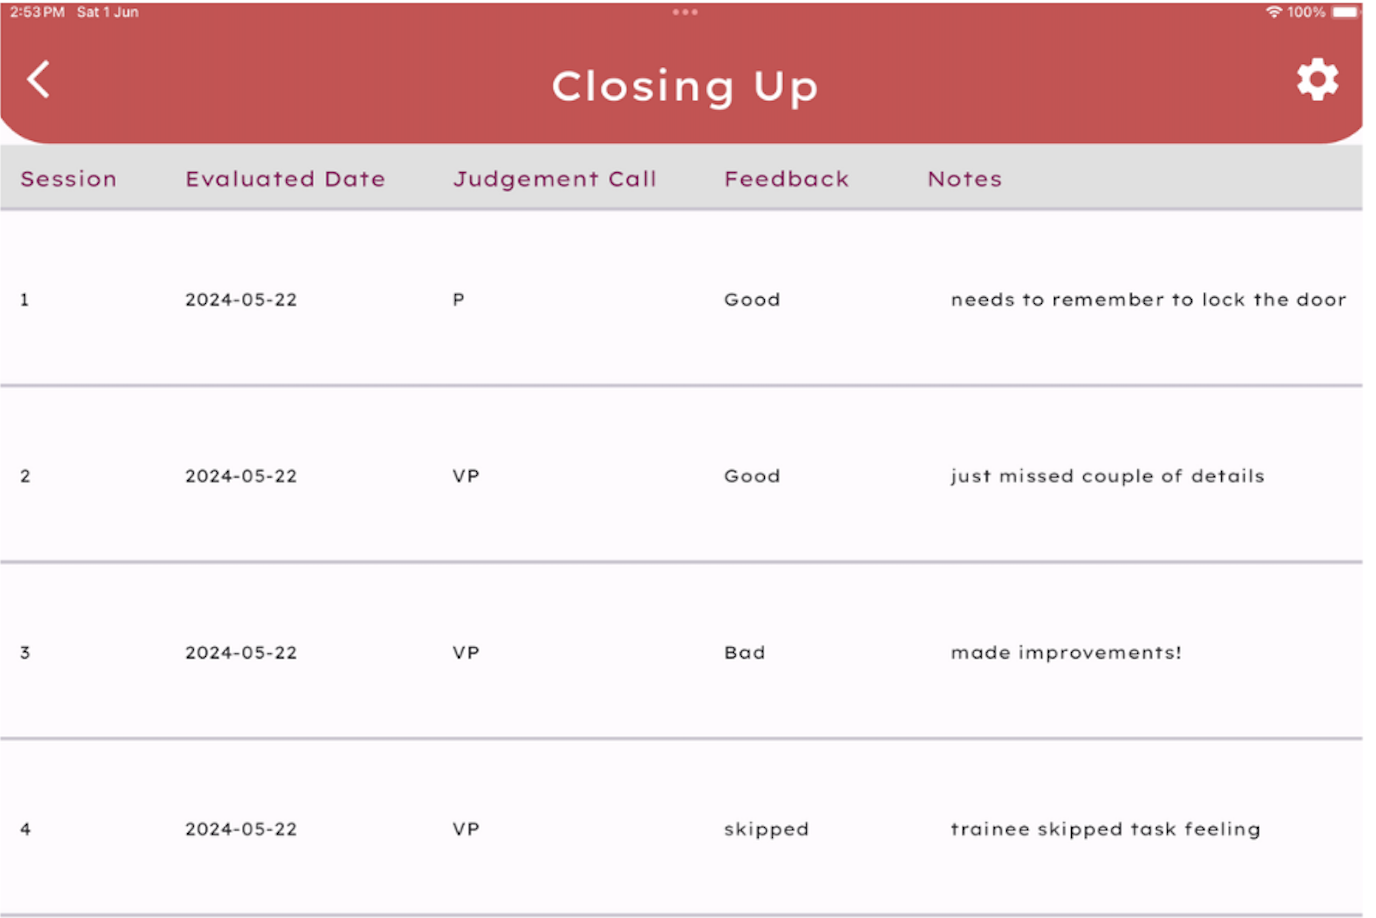 2:53 PM Sat 1 Jun 100%
Closing Up
Session Evaluated Date Judgement Call Feedback Notes
1 2024-05-22 P Good needs to remember to lock the door
2 2024-05-22 VP Good just missed couple of details
3 2024-05-22 VP Bad made improvements!
4 2024-05-22 VP skipped trainee skipped task feeling